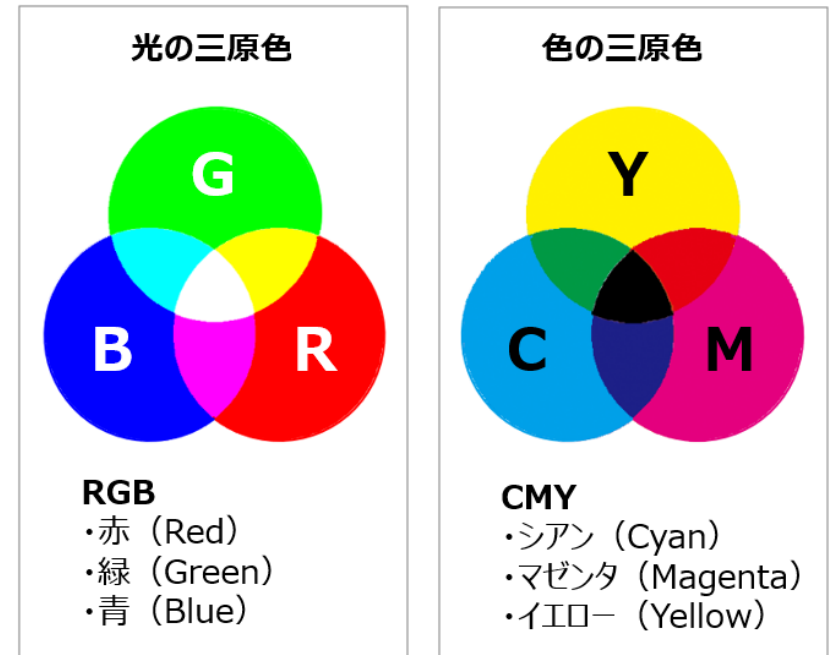 光の三原色
G
B
R
RGB
・赤（Red）
・緑（Green）
・青（Blue）
色の三原色
Y
C
M
CMY
・シアン（Cyan）
・マゼンタ（Magenta）
・イエロー（Yellow）